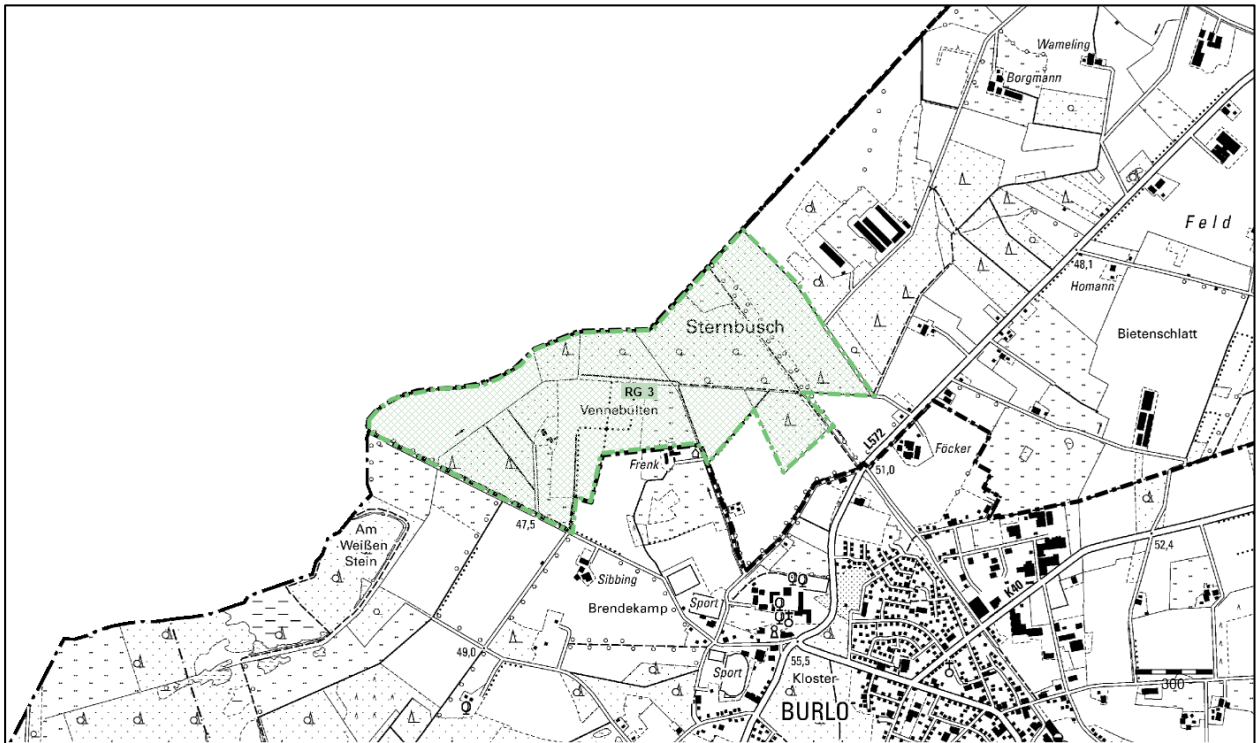 Wameling
Borgmann
Feld
48,1
Homann
Bietenschlatt
Sternbusch
RG 3
Vennebülten
L572
Föcker
51,0
Frenk
47,5
Am
Weißen
Stein
Sibbing
Brendekamp
Sport
K40
52,4
49,0
Sport
55,5
Kloster-
BURLO
300